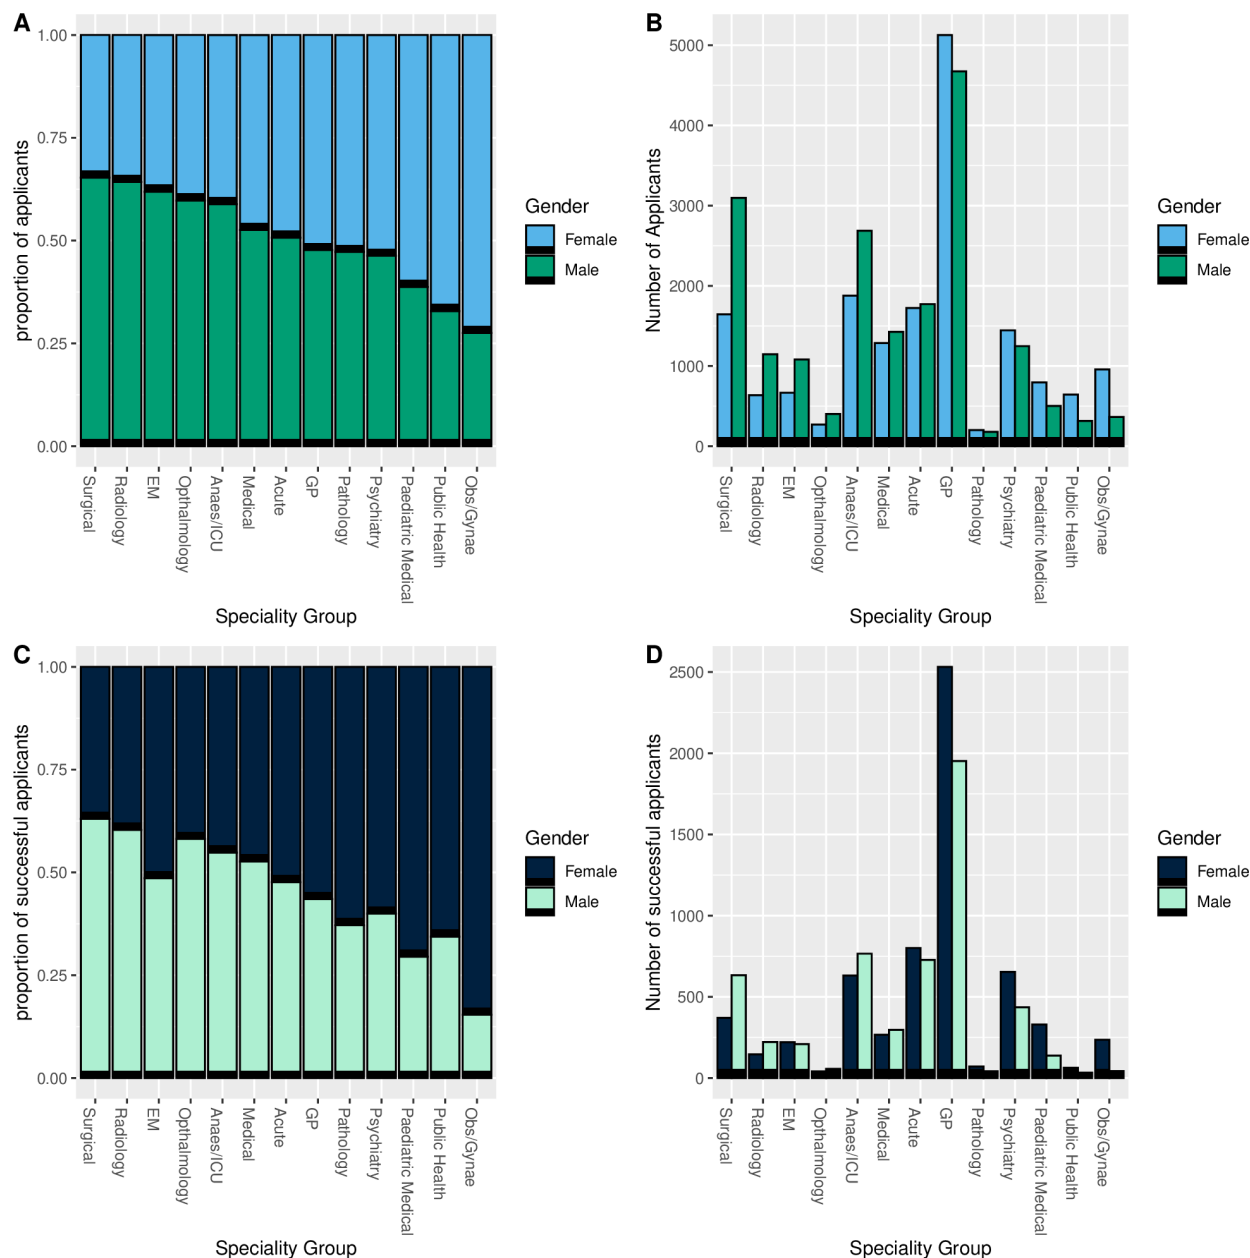 A
proportion of applicants
1.00
0.75
0.50
0.25
0.00
Surgical
Radiology
EM
Opthalmology
Anaes/ICU
Medical
Acute
GP
Pathology
Psychiatry
Paediatric Medical
Public Health
Obs/Gynae
Speciality Group
Gender
Female
Male
B
Number of Applicants
5000
4000
3000
2000
1000
0
Surgical
Radiology
EM
Opthalmology
Anaes/ICU
Medical
Acute
GP
Pathology
Psychiatry
Paediatric Medical
Public Health
Obs/Gynae
Speciality Group
Gender
Female
Male
C
proportion of successful applicants
1.00
0.75
0.50
0.25
0.00
Surgical
Radiology
EM
Opthalmology
Anaes/ICU
Medical
Acute
GP
Pathology
Psychiatry
Paediatric Medical
Public Health
Obs/Gynae
Speciality Group
Gender
Female
Male
D
Number of successful applicants
2500
2000
1500
1000
500
0
Surgical
Radiology
EM
Opthalmology
Anaes/ICU
Medical
Acute
GP
Pathology
Psychiatry
Paediatric Medical
Public Health
Obs/Gynae
Speciality Group
Gender
Female
Male